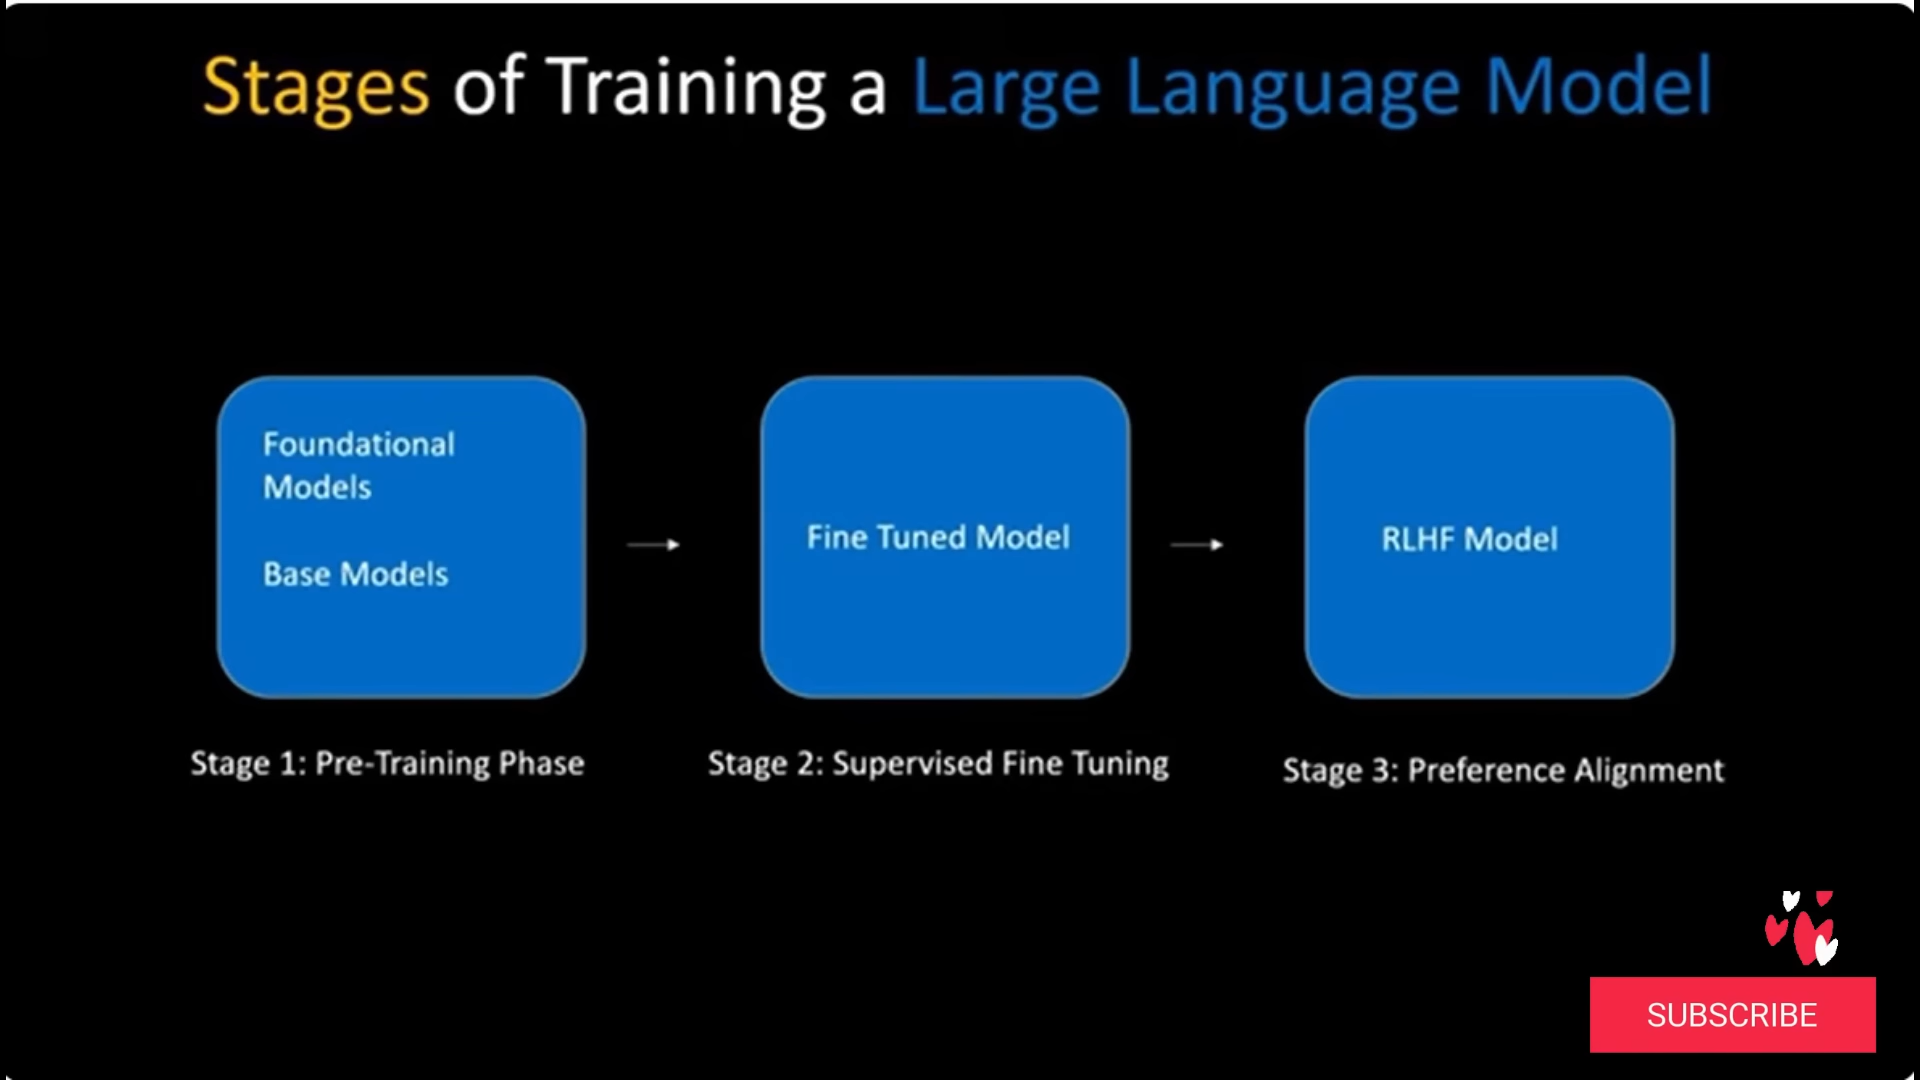 Stages of Training a Large Language Model
Foundational
Models
Base Models
Fine Tuned Model
RLHF Model
Stage 1: Pre-Training Phase
Stage 2: Supervised Fine Tuning
Stage 3: Preference Alignment
SUBSCRIBE